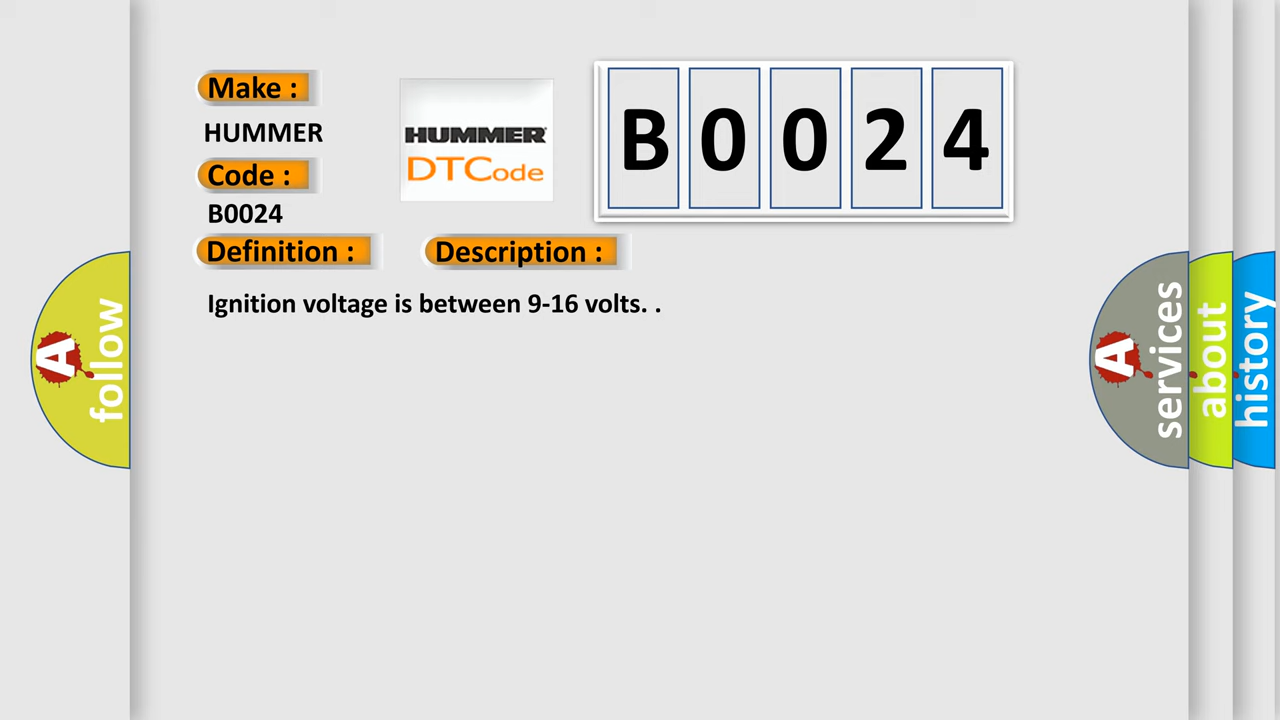 Make :
HUMMER
Code :
B0024
Definition :
Description :
Ignition voltage is between 9-16 volts. .
HUMMER
DTCode
B0024
A follow
A services
about
history